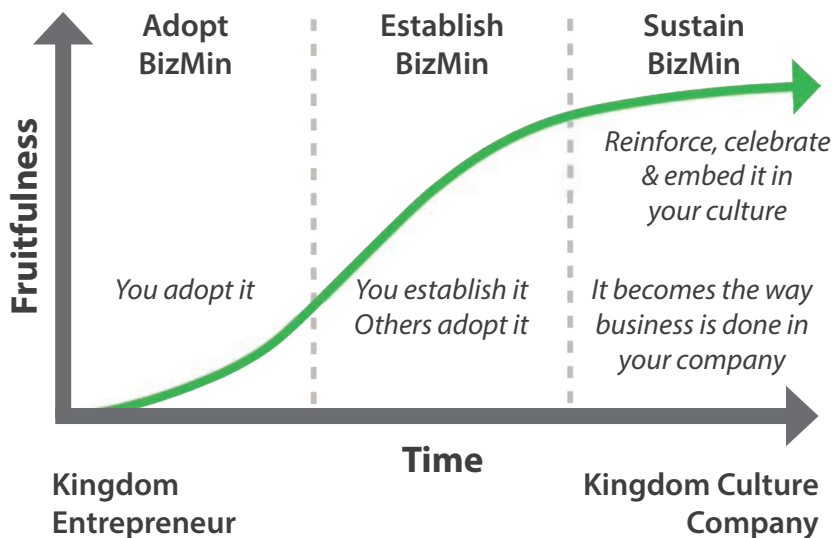 Adopt
BizMin
Establish
BizMin
Sustain
BizMin
Fruitfulness
Reinforce, celebrate
& embed it in
your culture
You adopt it
You establish it
Others adopt it
It becomes the way
business is done in
your company
Time
Kingdom
Entrepreneur
Kingdom Culture
Company